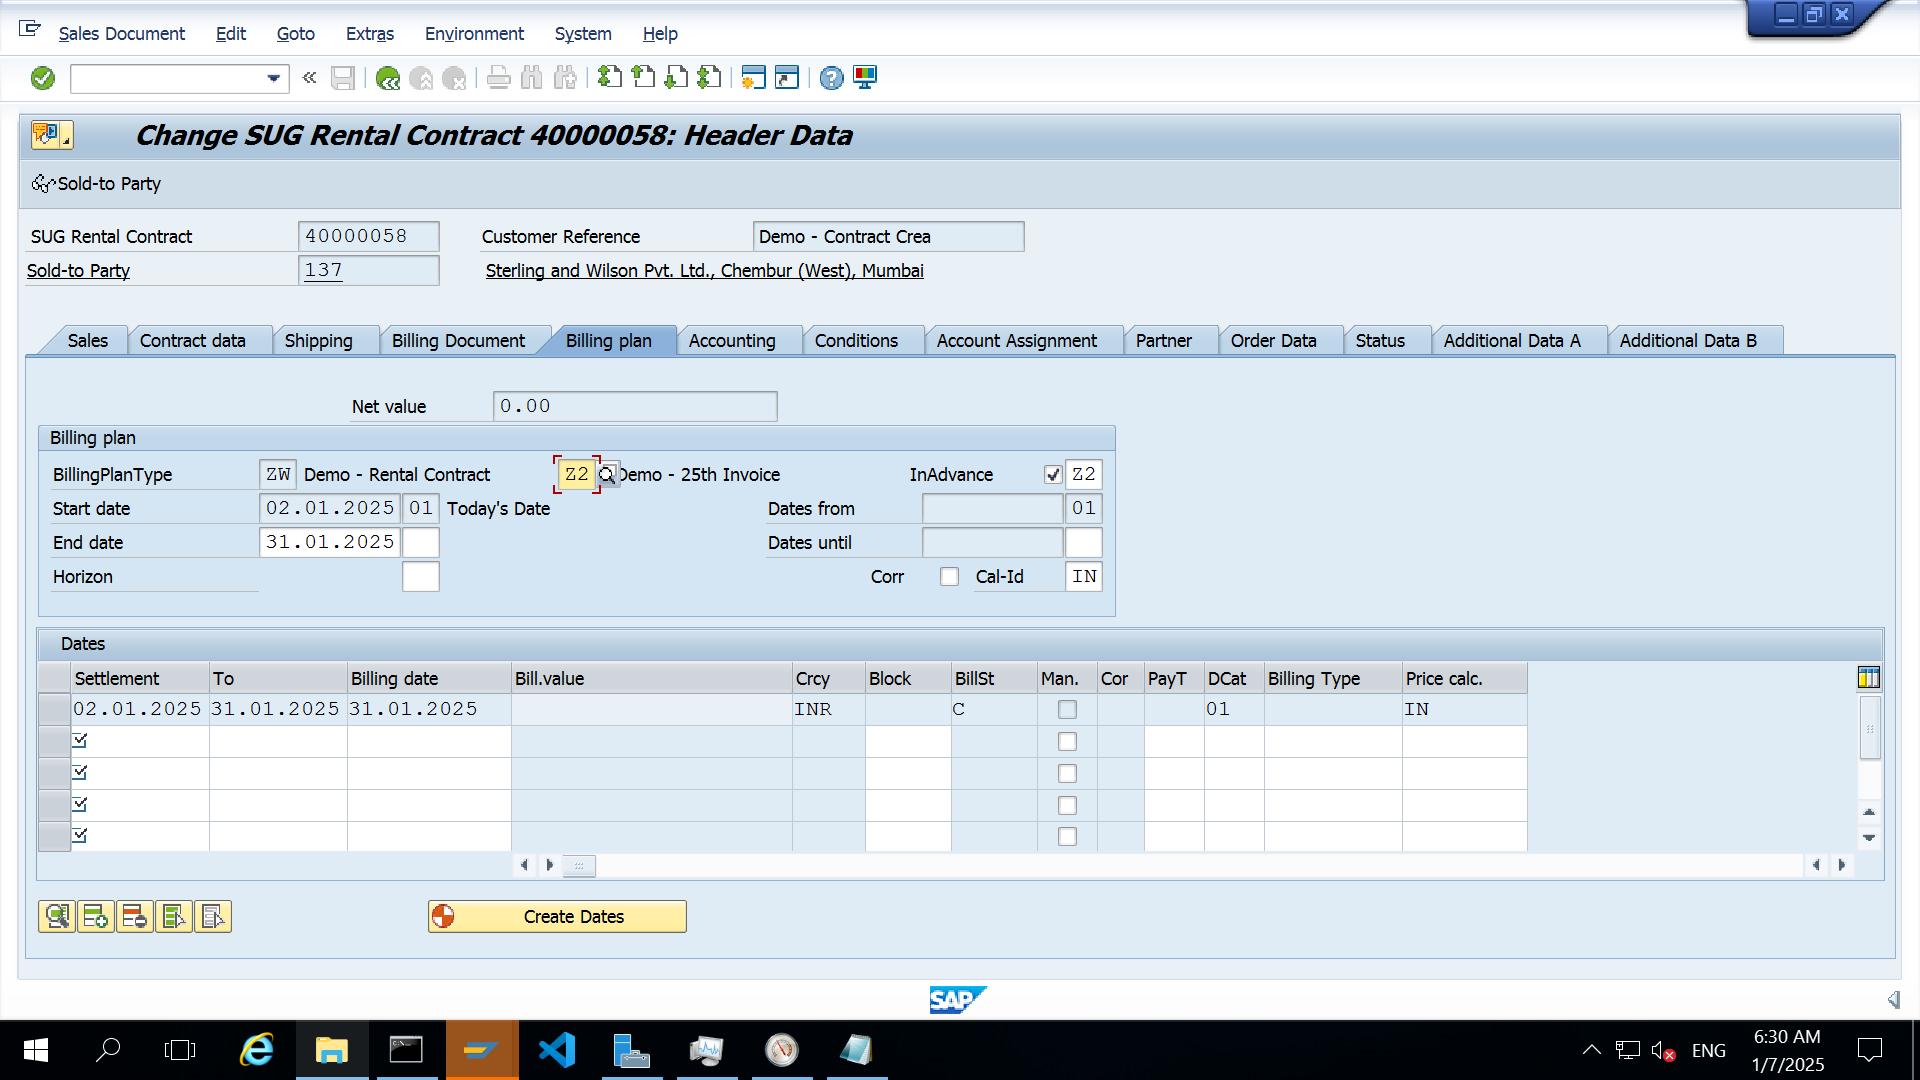 Sales Document Edit Goto Extras Environment System Help
Change SUG Rental Contract 40000058: Header Data
Sold-to Party
SUG Rental Contract 40000058 Customer Reference Demo - Contract Crea
Sold-to Party 137 Sterling and Wilson Pvt. Ltd., Chembur (West), Mumbai
Sales Contract data Shipping Billing Document Billing plan Accounting Conditions Account Assignment Partner Order Data Status Additional Data A Additional Data B
Net value 0.00
Billing plan
BillingPlanType ZW Demo - Rental Contract Z2 Demo - 25th Invoice InAdvance Z2
Start date 02.01.2025 01 Today's Date Dates from 01
End date 31.01.2025 Dates until
Horizon Corr Cal-Id IN
Dates
Settlement To Billing date Bill.value Crcy Block BillSt Man. Cor PayT DCat Billing Type Price calc.
02.01.2025 31.01.2025 31.01.2025 INR C 01 IN
Create Dates
SAP
ENG
6:30 AM
1/7/2025